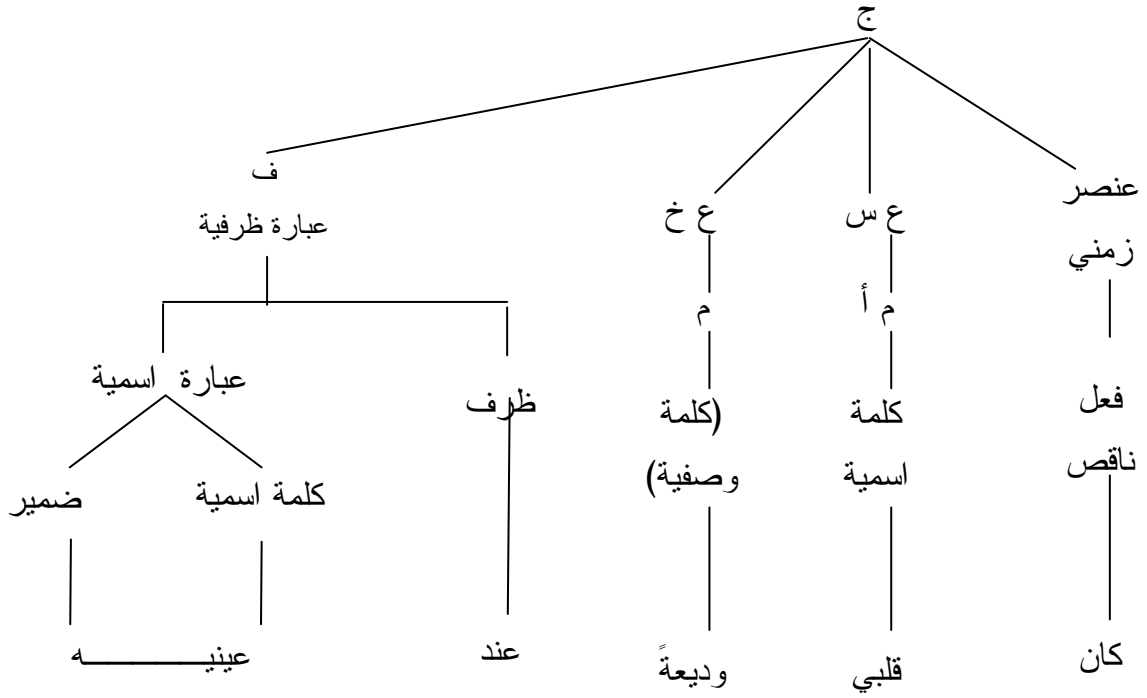 ج
عنصر
زمني
ع س
ع خ
ف
عبارة ظرفية
م أ
م
فعل
ناقص
كلمة
اسمية
(كلمة
وصفية)
ظرف
عبارة اسمية
كلمة اسمية
ضمير
كان
قلبي
وديعةً
عند
عينيـــــــــه